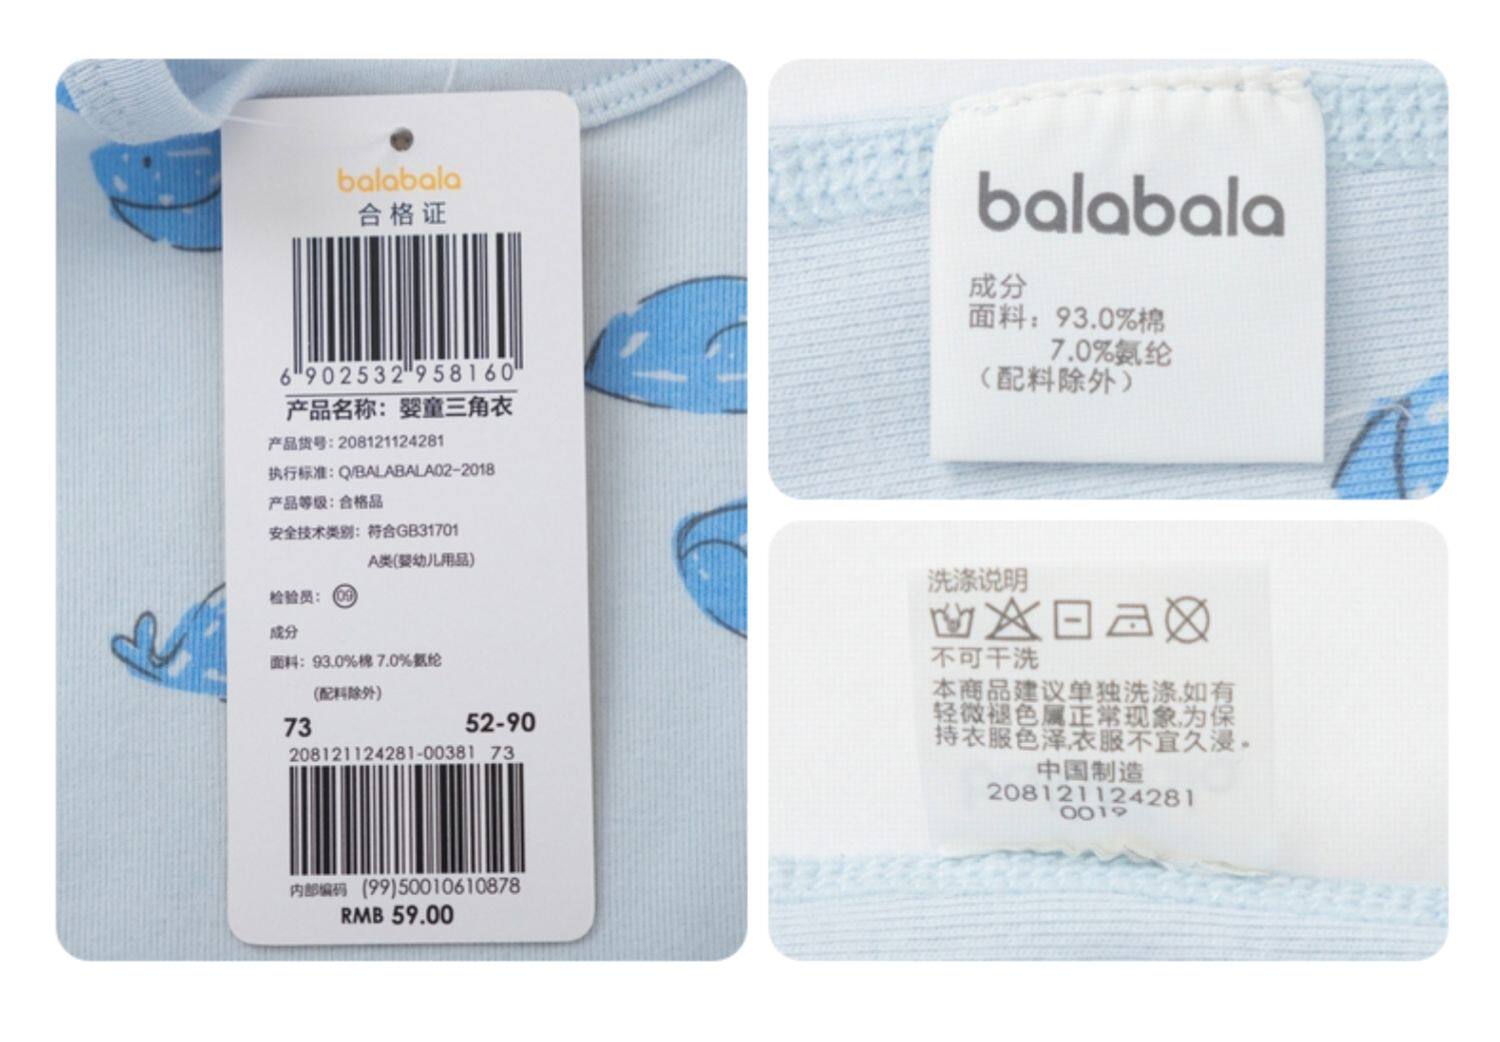 balabala
合格证
6 902532 958160
产品名称：婴童三角衣
产品货号：208121124281
执行标准：Q/BALABALA02-2018
产品等级：合格品
安全技术类别：符合GB31701
A类(婴幼儿用品)
检验员：09
成分
面料：93.0%棉 7.0%氨纶
(配料除外)
73 52-90
208121124281-00381 73
内部编码 (99)50010610878
RMB 59.00
balabala
成分
面料：93.0%棉
7.0%氨纶
（配料除外）
洗涤说明
不可干洗
本商品建议单独洗涤,如有
轻微褪色属正常现象,为保
持衣服色泽,衣服不宜久浸。
中国制造
208121124281
0019